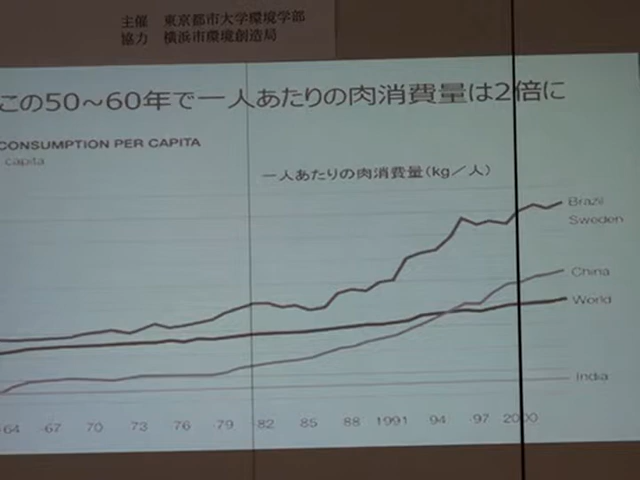 主催 東京都市大学環境学部
協力 横浜市環境創造局
この50～60年で一人あたりの肉消費量は2倍に
CONSUMPTION PER CAPITA
capita
一人あたりの肉消費量(kg／人)
Brazil
Sweden
China
World
India
-64 -67 70 73 76 -79 82 85 88 1991 94 -97 2000